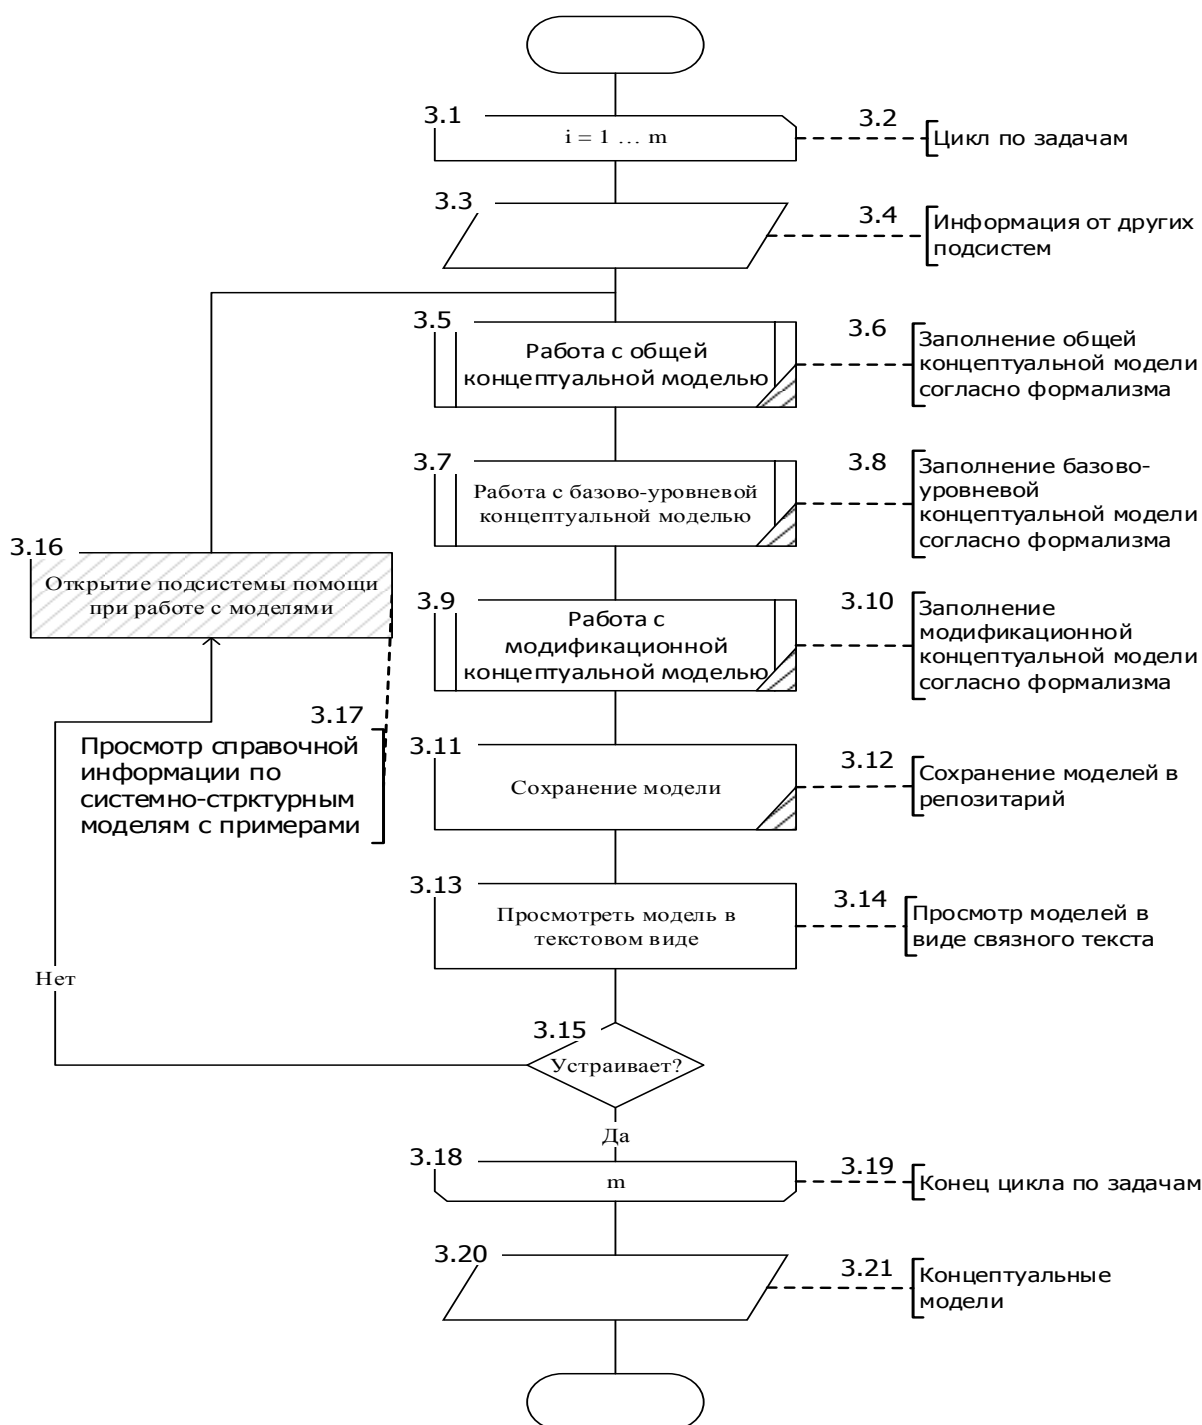 3.1
i = 1 … m
3.2
Цикл по задачам
3.3
3.4
Информация от других
подсистем
3.5
Работа с общей
концептуальной моделью
3.6
Заполнение общей
концептуальной модели
согласно формализма
3.7
Работа с базово-уровневой
концептуальной моделью
3.8
Заполнение базово-
уровневой
концептуальной модели
согласно формализма
3.16
Открытие подсистемы помощи
при работе с моделями
3.9
Работа с
модификационной
концептуальной моделью
3.10
Заполнение
модификационной
концептуальной модели
согласно формализма
3.17
Просмотр справочной
информации по
системно-стрктурным
моделям с примерами
3.11
Сохранение модели
3.12
Сохранение моделей в
репозитарий
3.13
Просмотреть модель в
текстовом виде
3.14
Просмотр моделей в
виде связного текста
Нет
3.15
Устраивает?
Да
3.18
m
3.19
Конец цикла по задачам
3.20
3.21
Концептуальные
модели